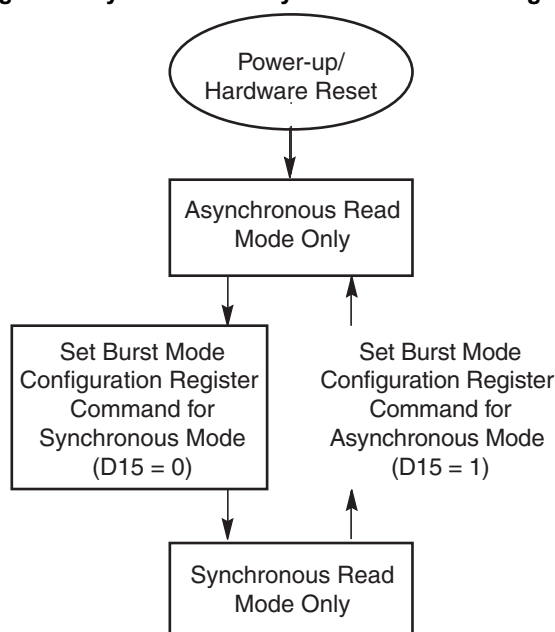 Power-up/
Hardware Reset
Asynchronous Read
Mode Only
Set Burst Mode
Configuration Register
Command for
Synchronous Mode
(D15 = 0)
Set Burst Mode
Configuration Register
Command for
Asynchronous Mode
(D15 = 1)
Synchronous Read
Mode Only